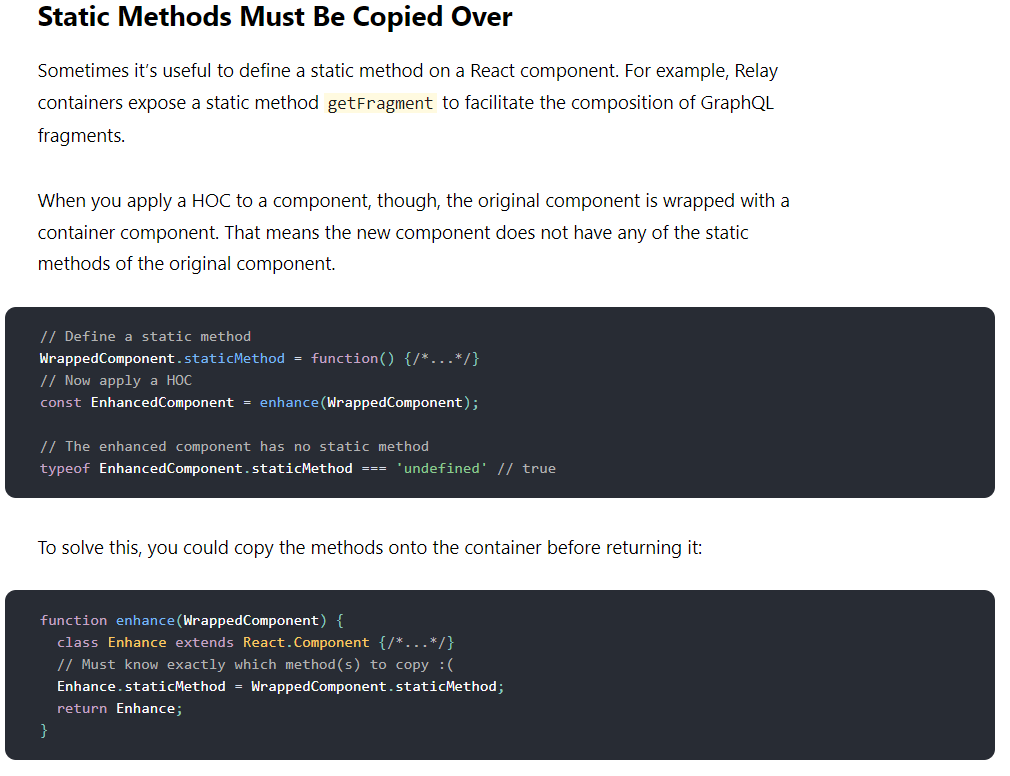 Static Methods Must Be Copied Over
Sometimes it’s useful to define a static method on a React component. For example, Relay
containers expose a static method getFragment to facilitate the composition of GraphQL
fragments.
When you apply a HOC to a component, though, the original component is wrapped with a
container component. That means the new component does not have any of the static
methods of the original component.
// Define a static method
WrappedComponent.staticMethod = function() {/*...*/}
// Now apply a HOC
const EnhancedComponent = enhance(WrappedComponent);
// The enhanced component has no static method
typeof EnhancedComponent.staticMethod === 'undefined' // true
To solve this, you could copy the methods onto the container before returning it:
function enhance(WrappedComponent) {
  class Enhance extends React.Component {/*...*/}
  // Must know exactly which method(s) to copy :(
  Enhance.staticMethod = WrappedComponent.staticMethod;
  return Enhance;
}